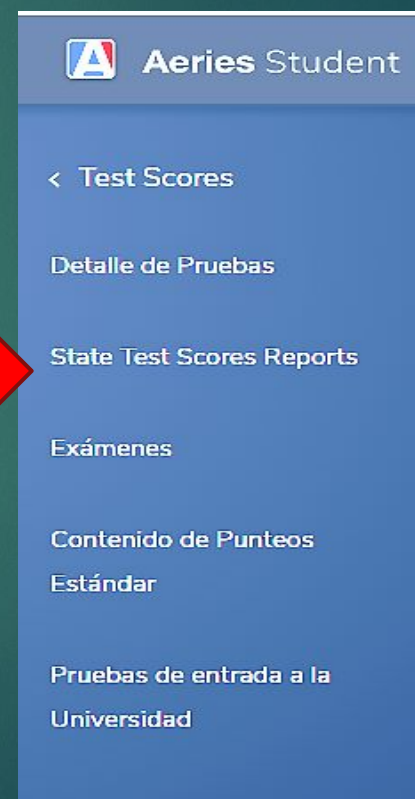 A Aeries Student
< Test Scores
Detalle de Pruebas
State Test Scores Reports
Exámenes
Contenido de Punteos
Estándar
Pruebas de entrada a la
Universidad